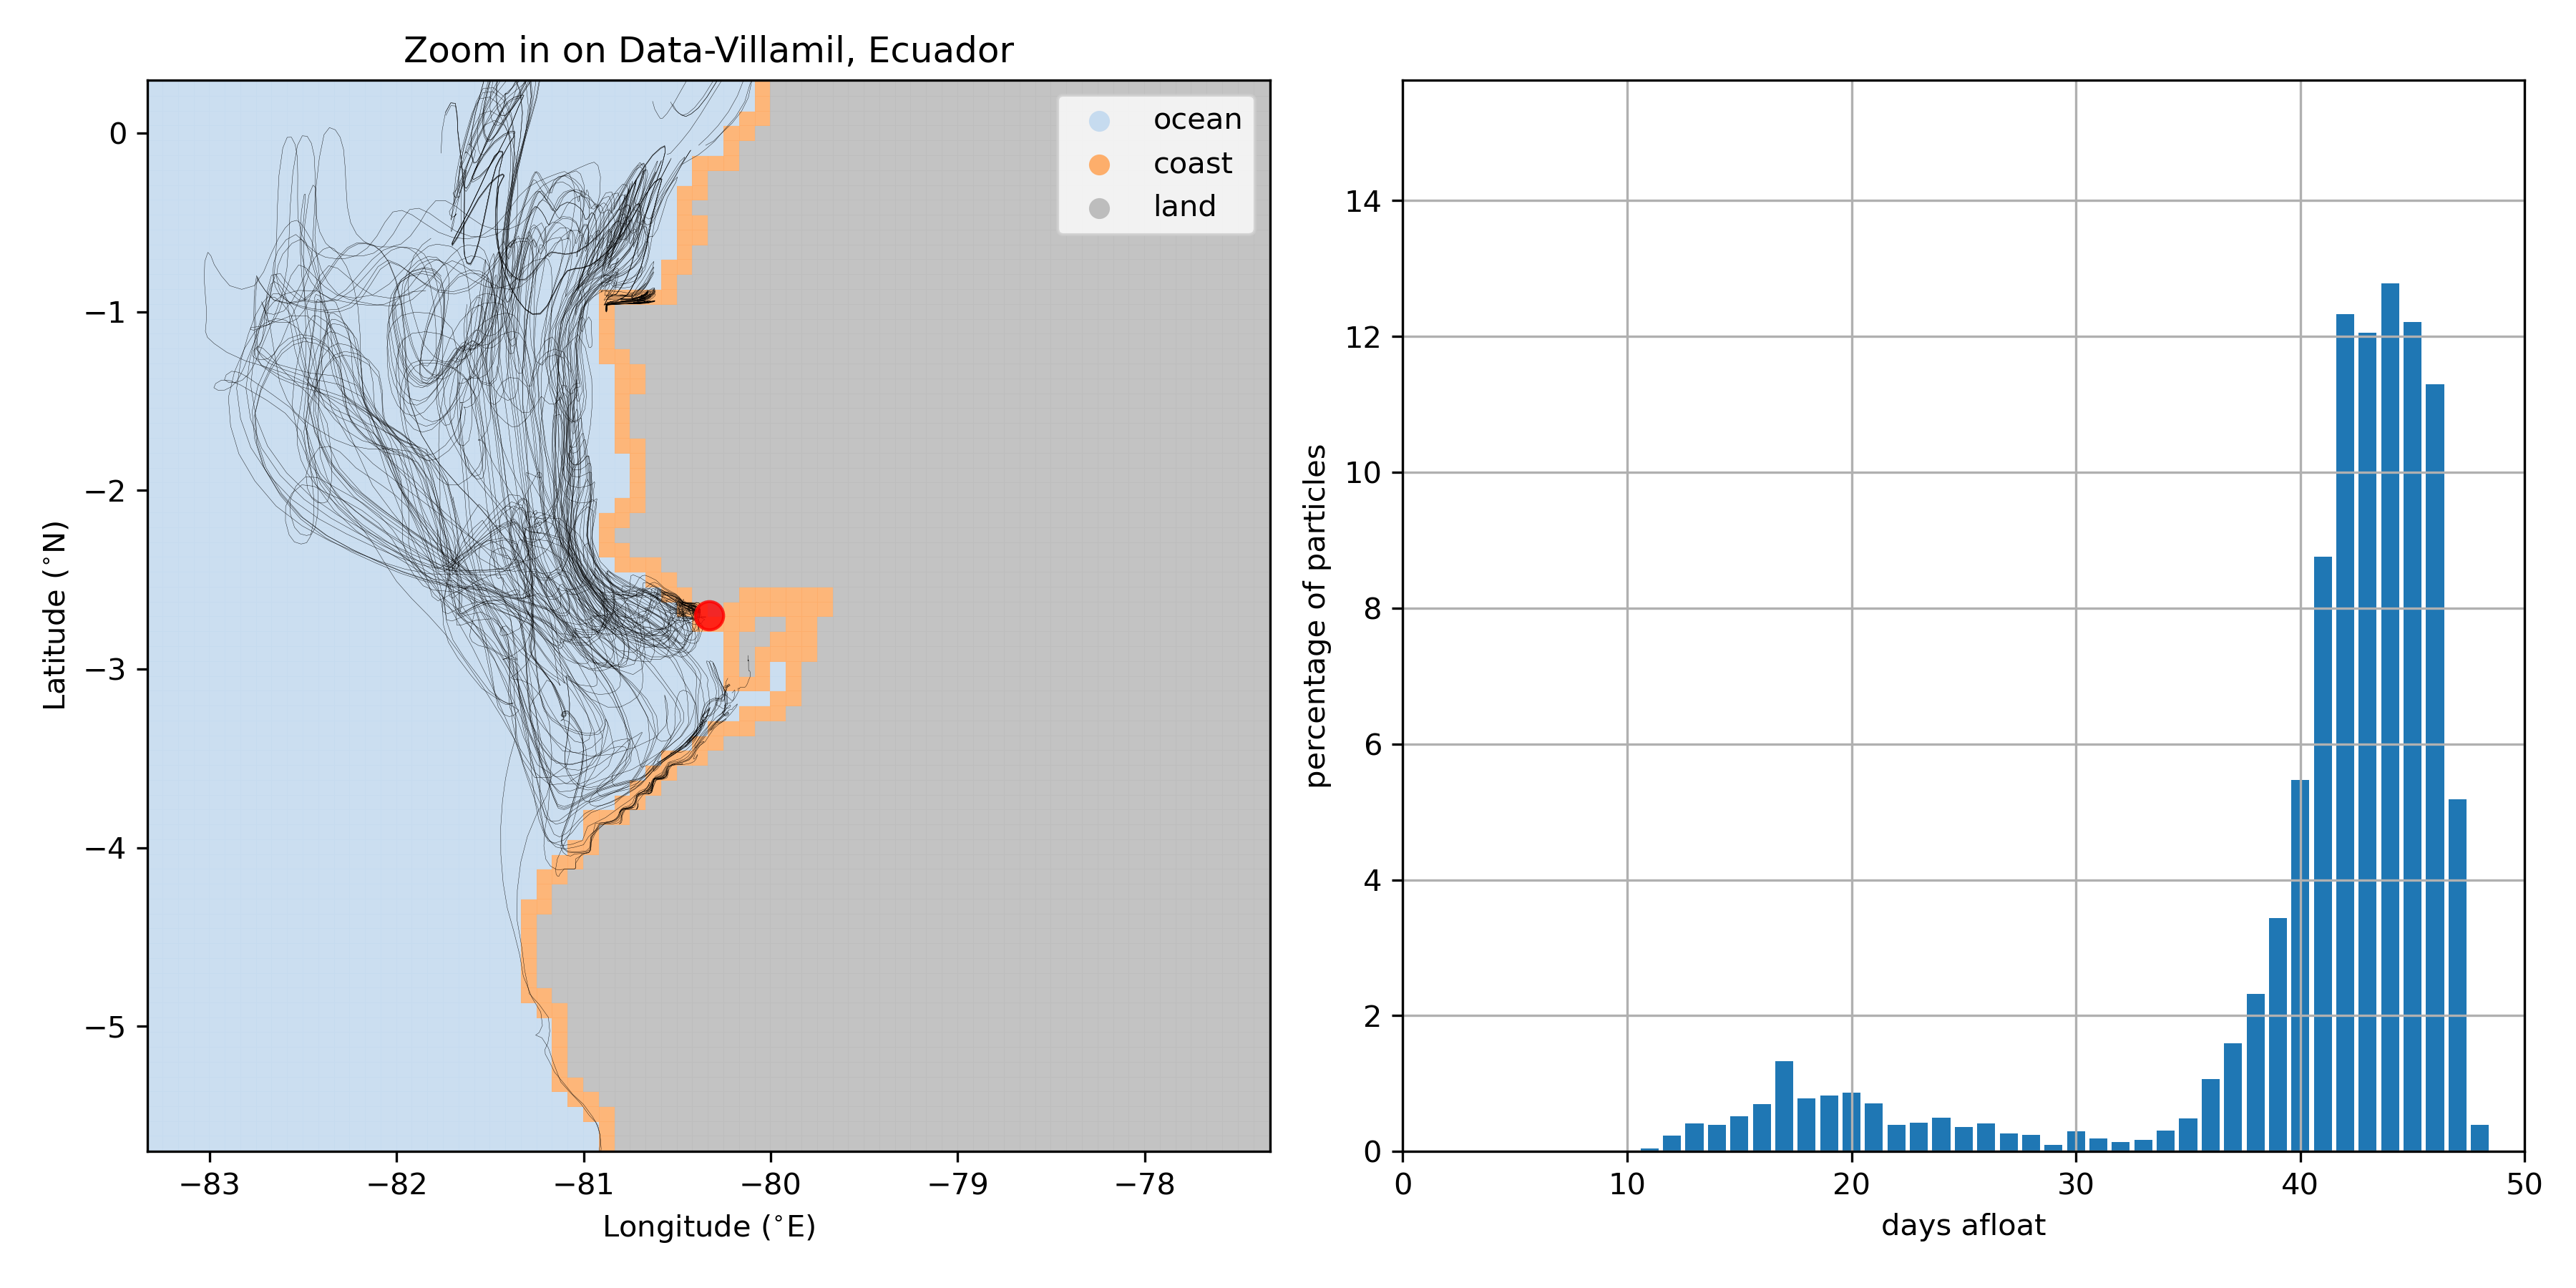 Zoom in on Data-Villamil, Ecuador
ocean
coast
land
0
−1
−2
−3
−4
−5
Latitude (°N)
−83 −82 −81 −80 −79 −78
Longitude (°E)
14
12
10
8
6
4
2
0
percentage of particles
0 10 20 30 40 50
days afloat